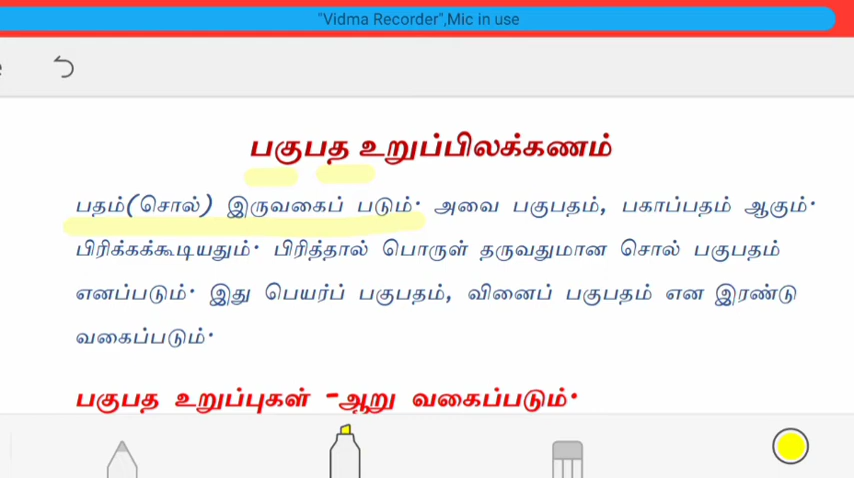 "Vidma Recorder",Mic in use
பகுபத உறுப்பிலக்கணம்
பதம்(சொல்) இருவகைப் படும். அவை பகுபதம், பகாப்பதம் ஆகும்.
பிரிக்கக்கூடியதும். பிரித்தால் பொருள் தருவதுமான சொல் பகுபதம்
எனப்படும். இது பெயர்ப் பகுபதம், வினைப் பகுபதம் என இரண்டு
வகைப்படும்.
பகுபத உறுப்புகள் -ஆறு வகைப்படும்.